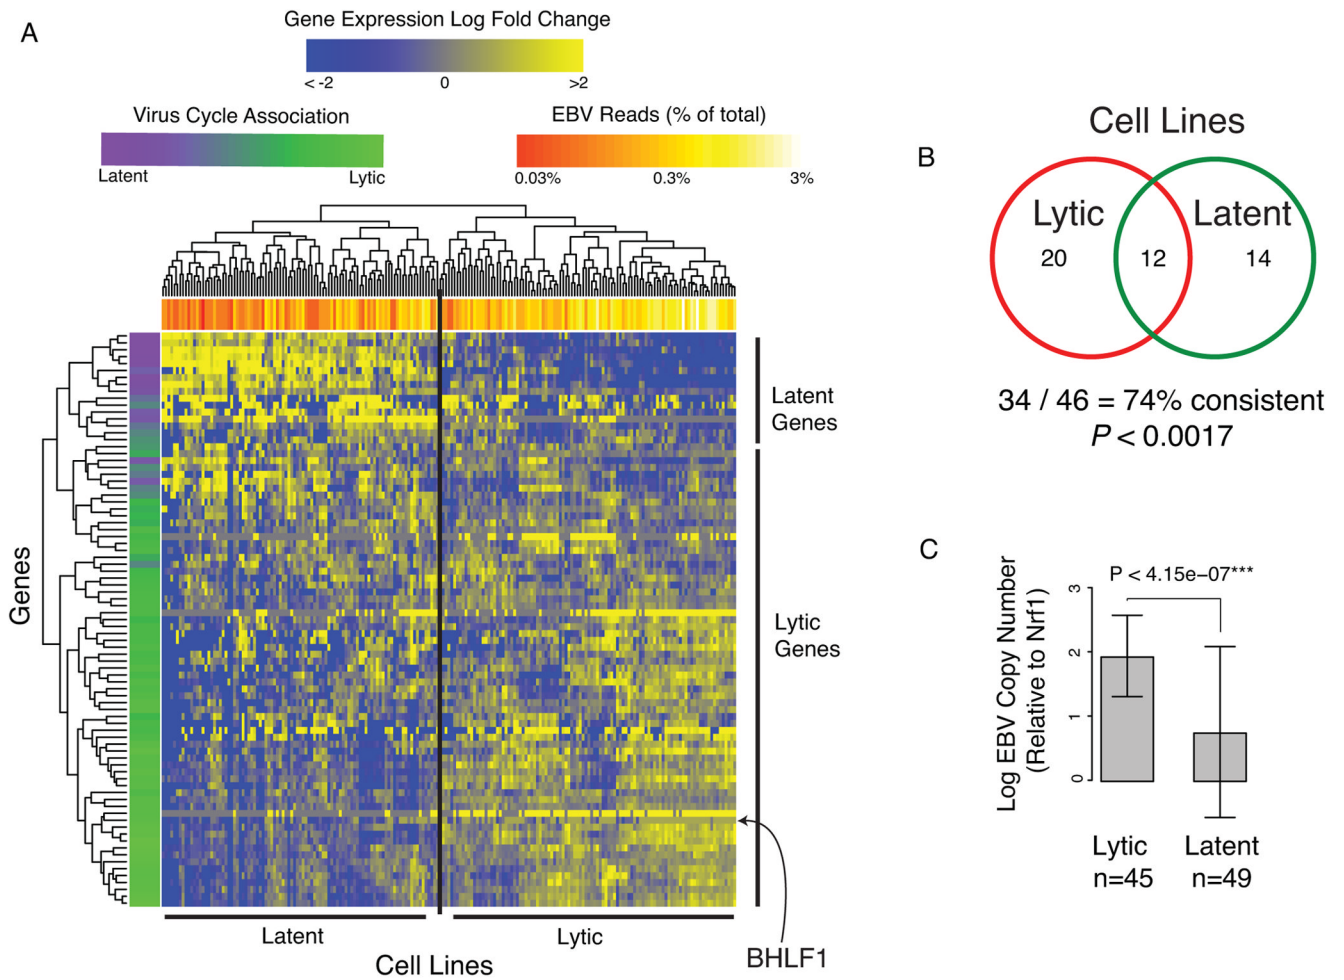 A
Gene Expression Log Fold Change
< -2
0
>2
Virus Cycle Association
Latent
Lytic
EBV Reads (% of total)
0.03%
0.3%
3%
Genes
Latent
Genes
Lytic
Genes
Latent
Lytic
Cell Lines
BHLF1
B
Cell Lines
Lytic
Latent
20
12
14
34 / 46 = 74% consistent
P < 0.0017
C
P < 4.15e−07***
Log EBV Copy Number
(Relative to Nrf1)
3
2
1
0
Lytic
n=45
Latent
n=49